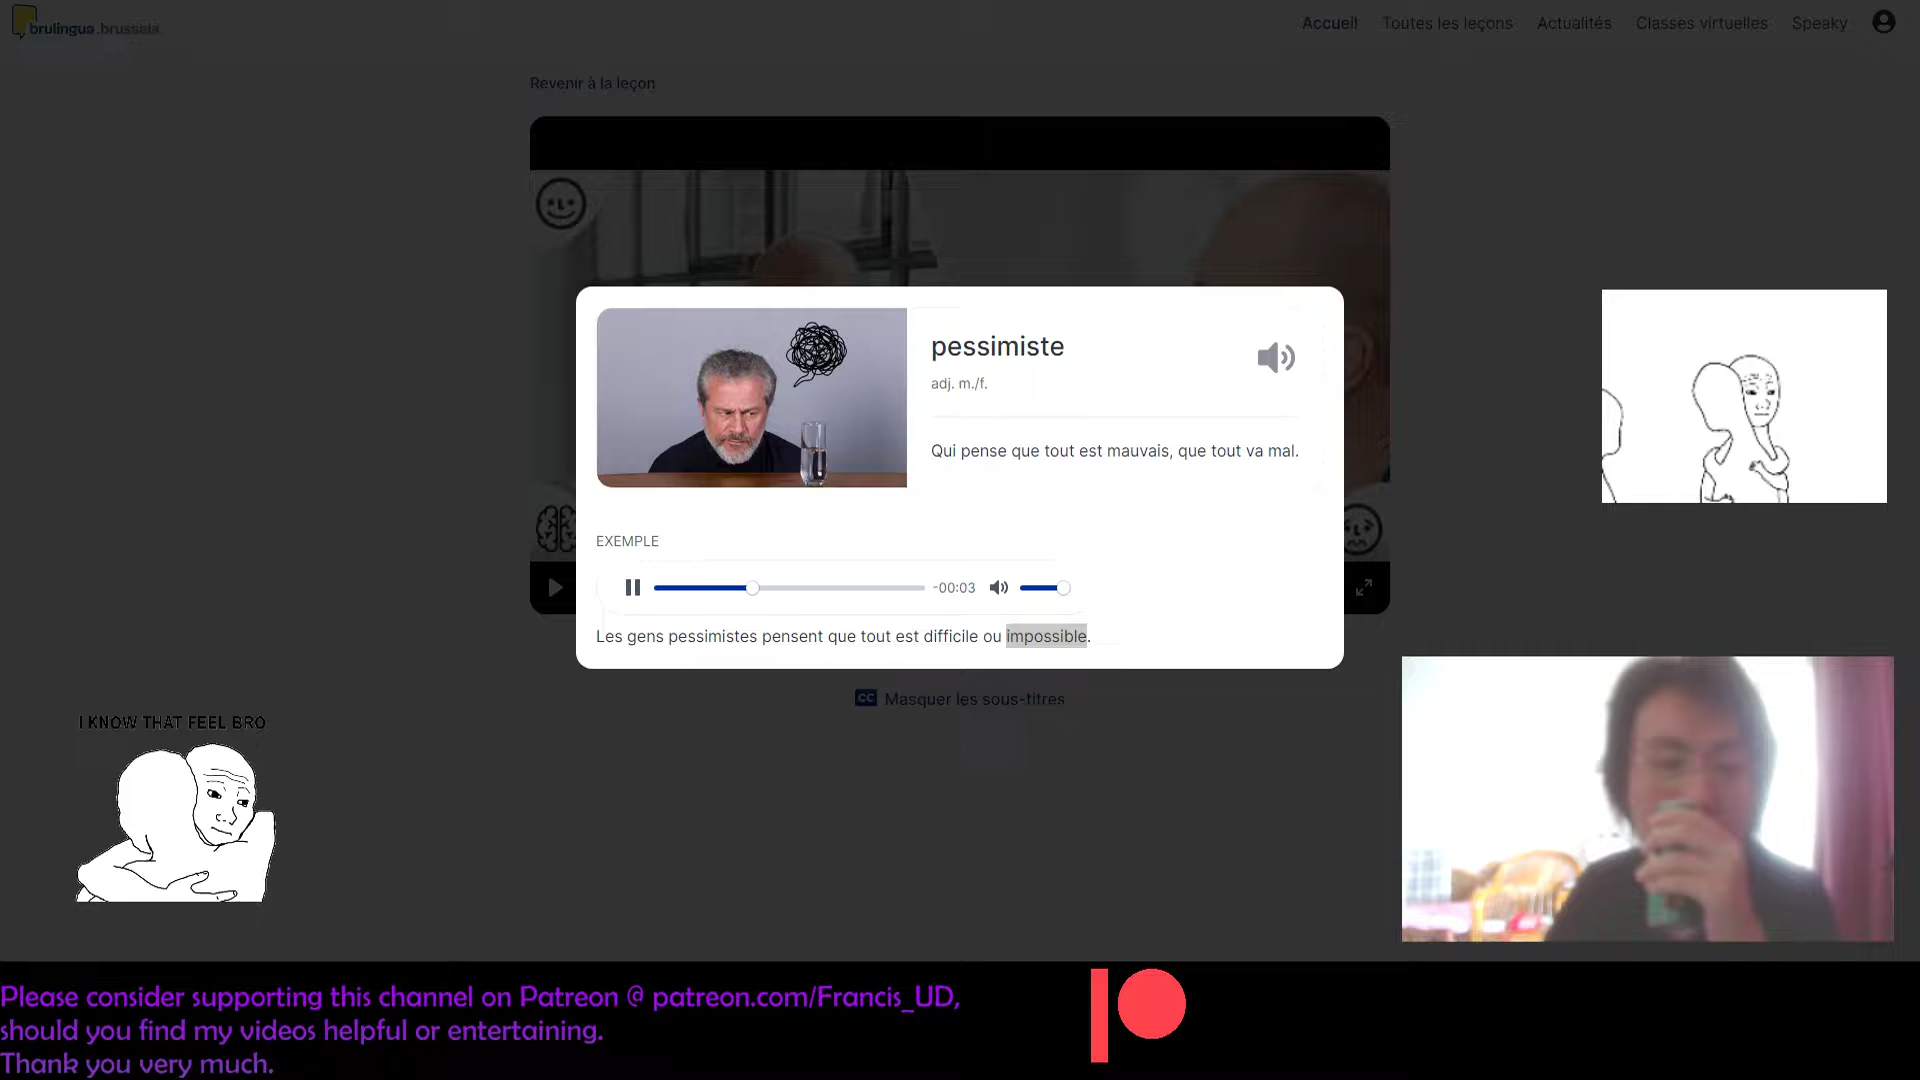 brulingua.brussels
Accueil
Toutes les leçons
Actualités
Classes virtuelles
Speaky
Revenir à la leçon
pessimiste
adj. m./f.
Qui pense que tout est mauvais, que tout va mal.
EXEMPLE
-00:03
Les gens pessimistes pensent que tout est difficile ou impossible.
CC Masquer les sous-titres
I KNOW THAT FEEL BRO
Please consider supporting this channel on Patreon @ patreon.com/Francis_UD,
should you find my videos helpful or entertaining.
Thank you very much.